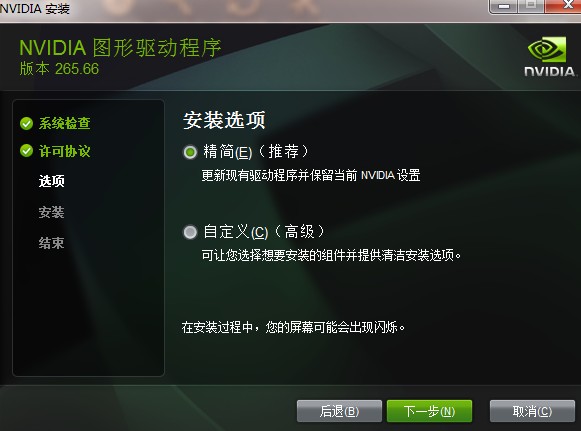 NVIDIA 安装
NVIDIA 图形驱动程序
版本 265.66
NVIDIA
系统检查
许可协议
选项
安装
结束
安装选项
精简(E)（推荐）
更新现有驱动程序并保留当前 NVIDIA 设置
自定义(C)（高级）
可让您选择想要安装的组件并提供清洁安装选项。
在安装过程中，您的屏幕可能会出现闪烁。
后退(B)
下一步(N)
取消(C)